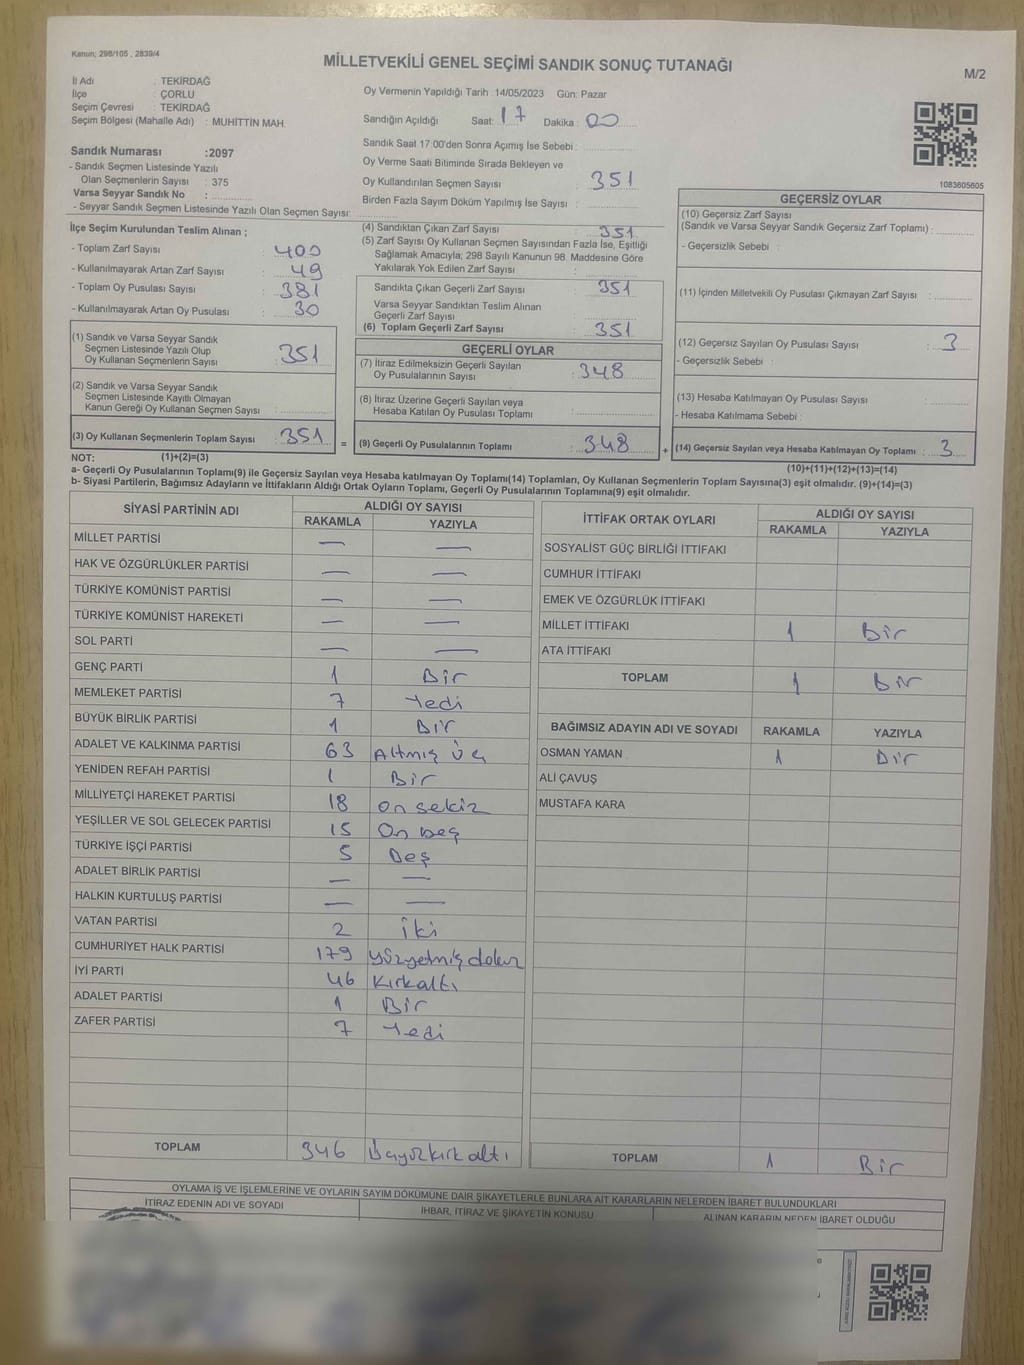 Kanun; 298/105 , 2839/4
MİLLETVEKİLİ GENEL SEÇİMİ SANDIK SONUÇ TUTANAĞI
M/2
İl Adı : TEKİRDAĞ
İlçe : ÇORLU
Seçim Çevresi : TEKİRDAĞ
Seçim Bölgesi (Mahalle Adı) : MUHİTTİN MAH.
Oy Vermenin Yapıldığı Tarih :14/05/2023 Gün: Pazar
Sandığın Açıldığı Saat: 17 Dakika : 00
Sandık Saat 17:00'den Sonra Açımış İse Sebebi :
Oy Verme Saati Bitiminde Sırada Bekleyen ve
Oy Kullandırılan Seçmen Sayısı : 351
Birden Fazla Sayım Döküm Yapılmış İse Sayısı :
1083605605
Sandık Numarası :2097
- Sandık Seçmen Listesinde Yazılı
Olan Seçmenlerin Sayısı : 375
Varsa Seyyar Sandık No :
- Seyyar Sandık Seçmen Listesinde Yazılı Olan Seçmen Sayısı:
İlçe Seçim Kurulundan Teslim Alınan ;
- Toplam Zarf Sayısı : 400
- Kullanılmayarak Artan Zarf Sayısı : 49
- Toplam Oy Pusulası Sayısı : 381
- Kullanılmayarak Artan Oy Pusulası : 30
(1) Sandık ve Varsa Seyyar Sandık
Seçmen Listesinde Yazılı Olup
Oy Kullanan Seçmenlerin Sayısı : 351
(2) Sandık ve Varsa Seyyar Sandık
Seçmen Listesinde Kayıtlı Olmayan
Kanun Gereği Oy Kullanan Seçmen Sayısı :
(3) Oy Kullanan Seçmenlerin Toplam Sayısı : 351 =
(4) Sandıktan Çıkan Zarf Sayısı : 351
(5) Zarf Sayısı Oy Kullanan Seçmen Sayısından Fazla İse, Eşitliği
Sağlamak Amacıyla; 298 Sayılı Kanunun 98. Maddesine Göre
Yakılarak Yok Edilen Zarf Sayısı :
Sandıkta Çıkan Geçerli Zarf Sayısı : 351
Varsa Seyyar Sandıktan Teslim Alınan
Geçerli Zarf Sayısı :
(6) Toplam Geçerli Zarf Sayısı : 351
GEÇERLİ OYLAR
(7) İtiraz Edilmeksizin Geçerli Sayılan
Oy Pusulalarının Sayısı : 348
(8) İtiraz Üzerine Geçerli Sayılan veya
Hesaba Katılan Oy Pusulası Toplamı :
(9) Geçerli Oy Pusulalarının Toplamı : 348 +
GEÇERSİZ OYLAR
(10) Geçersiz Zarf Sayısı
(Sandık ve Varsa Seyyar Sandık Geçersiz Zarf Toplamı) :
- Geçersizlik Sebebi :
(11) İçinden Milletvekili Oy Pusulası Çıkmayan Zarf Sayısı :
(12) Geçersiz Sayılan Oy Pusulası Sayısı : 3
- Geçersizlik Sebebi :
(13) Hesaba Katılmayan Oy Pusulası Sayısı :
- Hesaba Katılmama Sebebi :
(14) Geçersiz Sayılan veya Hesaba Katılmayan Oy Toplamı : 3
NOT: (1)+(2)=(3)
(10)+(11)+(12)+(13)=(14)
a- Geçerli Oy Pusulalarının Toplamı(9) ile Geçersiz Sayılan veya Hesaba katılmayan Oy Toplamı(14) Toplamları, Oy Kullanan Seçmenlerin Toplam Sayısına(3) eşit olmalıdır. (9)+(14)=(3)
b- Siyasi Partilerin, Bağımsız Adayların ve İttifakların Aldığı Ortak Oyların Toplamı, Geçerli Oy Pusulalarının Toplamına(9) eşit olmalıdır.
SİYASİ PARTİNİN ADI ALDIĞI OY SAYISI
RAKAMLA YAZIYLA
MİLLET PARTİSİ — —
HAK VE ÖZGÜRLÜKLER PARTİSİ — —
TÜRKİYE KOMÜNİST PARTİSİ — —
TÜRKİYE KOMÜNİST HAREKETİ — —
SOL PARTİ — —
GENÇ PARTİ 1 Bir
MEMLEKET PARTİSİ 7 Yedi
BÜYÜK BİRLİK PARTİSİ 1 Bir
ADALET VE KALKINMA PARTİSİ 63 Altmış Üç
YENİDEN REFAH PARTİSİ 1 Bir
MİLLİYETÇİ HAREKET PARTİSİ 18 on sekiz
YEŞİLLER VE SOL GELECEK PARTİSİ 15 On beş
TÜRKİYE İŞÇİ PARTİSİ 5 Beş
ADALET BİRLİK PARTİSİ — —
HALKIN KURTULUŞ PARTİSİ — —
VATAN PARTİSİ 2 iki
CUMHURİYET HALK PARTİSİ 179 yüzyetmiş dokuz
İYİ PARTİ 46 Kırkaltı
ADALET PARTİSİ 1 Bir
ZAFER PARTİSİ 7 Yedi
TOPLAM 346 Üçyüzkırk altı
İTTİFAK ORTAK OYLARI ALDIĞI OY SAYISI
RAKAMLA YAZIYLA
SOSYALİST GÜÇ BİRLİĞİ İTTİFAKI
CUMHUR İTTİFAKI
EMEK VE ÖZGÜRLÜK İTTİFAKI
MİLLET İTTİFAKI 1 Bir
ATA İTTİFAKI
TOPLAM 1 Bir
BAĞIMSIZ ADAYIN ADI VE SOYADI RAKAMLA YAZIYLA
OSMAN YAMAN 1 Bir
ALİ ÇAVUŞ
MUSTAFA KARA
TOPLAM 1 Bir
OYLAMA İŞ VE İŞLEMLERİNE VE OYLARIN SAYIM DÖKÜMÜNE DAİR ŞİKAYETLERLE BUNLARA AİT KARARLARIN NELERDEN İBARET BULUNDUKLARI
İTİRAZ EDENİN ADI VE SOYADI İHBAR, İTİRAZ VE ŞİKAYETİN KONUSU ALINAN KARARIN NEDEN İBARET OLDUĞU